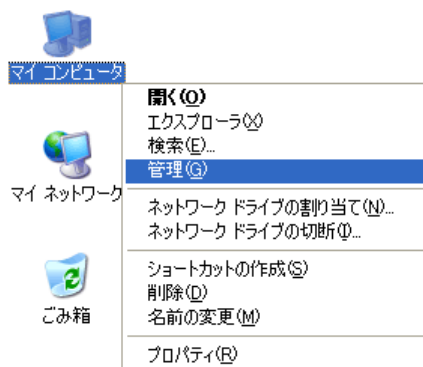 マイ コンピュータ
開く(O)
エクスプローラ(X)
検索(E)...
管理(G)
マイ ネットワーク
ネットワーク ドライブの割り当て(N)...
ネットワーク ドライブの切断(I)...
ショートカットの作成(S)
削除(D)
ごみ箱
名前の変更(M)
プロパティ(R)